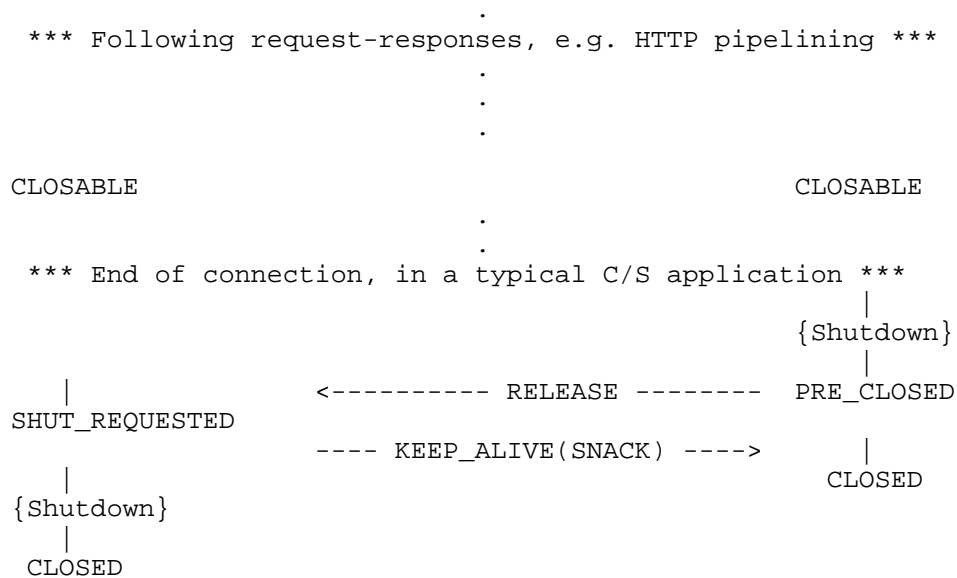 .
*** Following request-responses, e.g. HTTP pipelining ***
.
.
.
CLOSABLE                                           CLOSABLE
.
.
*** End of connection, in a typical C/S application ***
|
{Shutdown}
|
|                <---------- RELEASE --------  PRE_CLOSED
SHUT_REQUESTED
---- KEEP_ALIVE(SNACK) ---->       |
|                                                  CLOSED
{Shutdown}
|
CLOSED